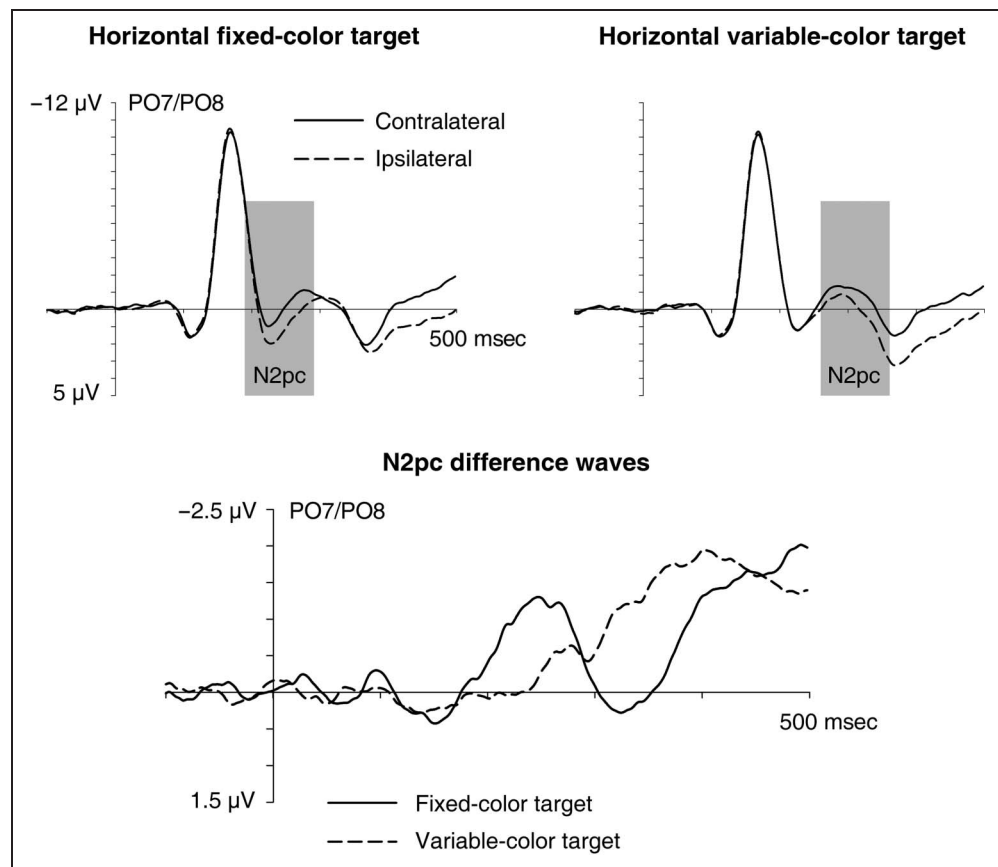 Horizontal fixed-color target
Horizontal variable-color target
−12 µV
PO7/PO8
Contralateral
Ipsilateral
N2pc
500 msec
5 µV
N2pc
N2pc difference waves
−2.5 µV
PO7/PO8
500 msec
1.5 µV
Fixed-color target
Variable-color target